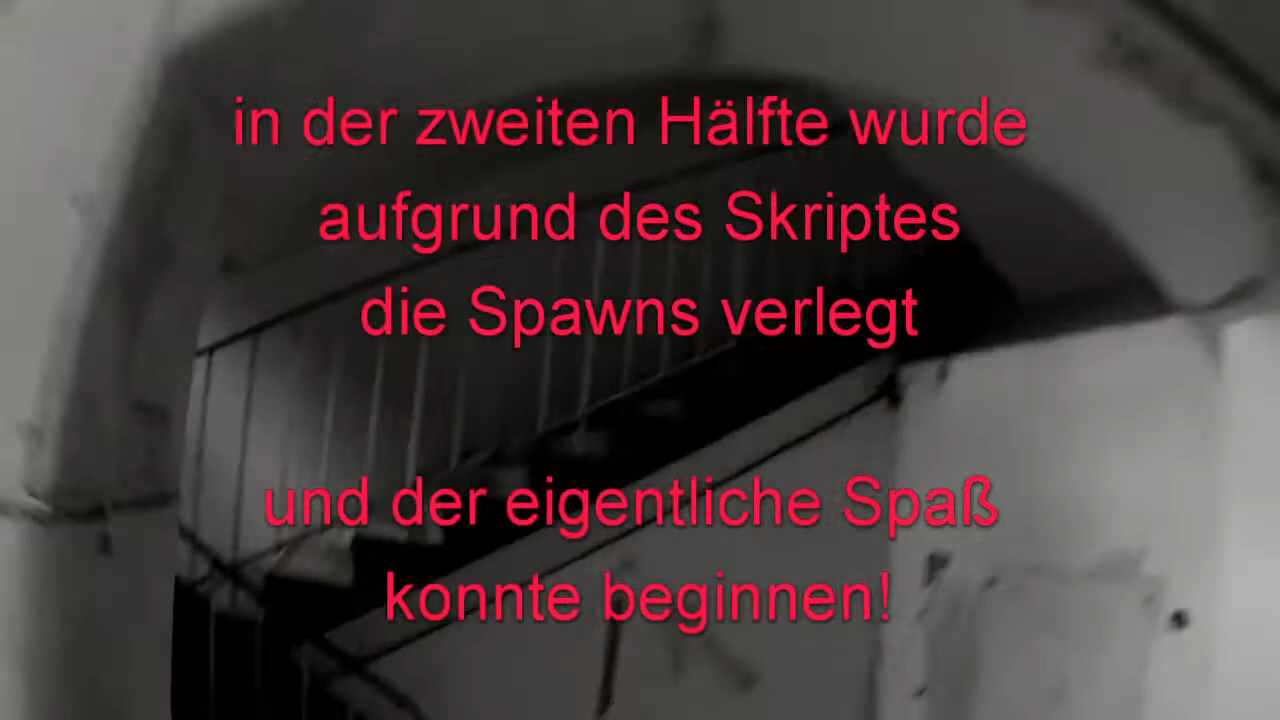 in der zweiten Hälfte wurde
aufgrund des Skriptes
die Spawns verlegt
und der eigentliche Spaß
konnte beginnen!